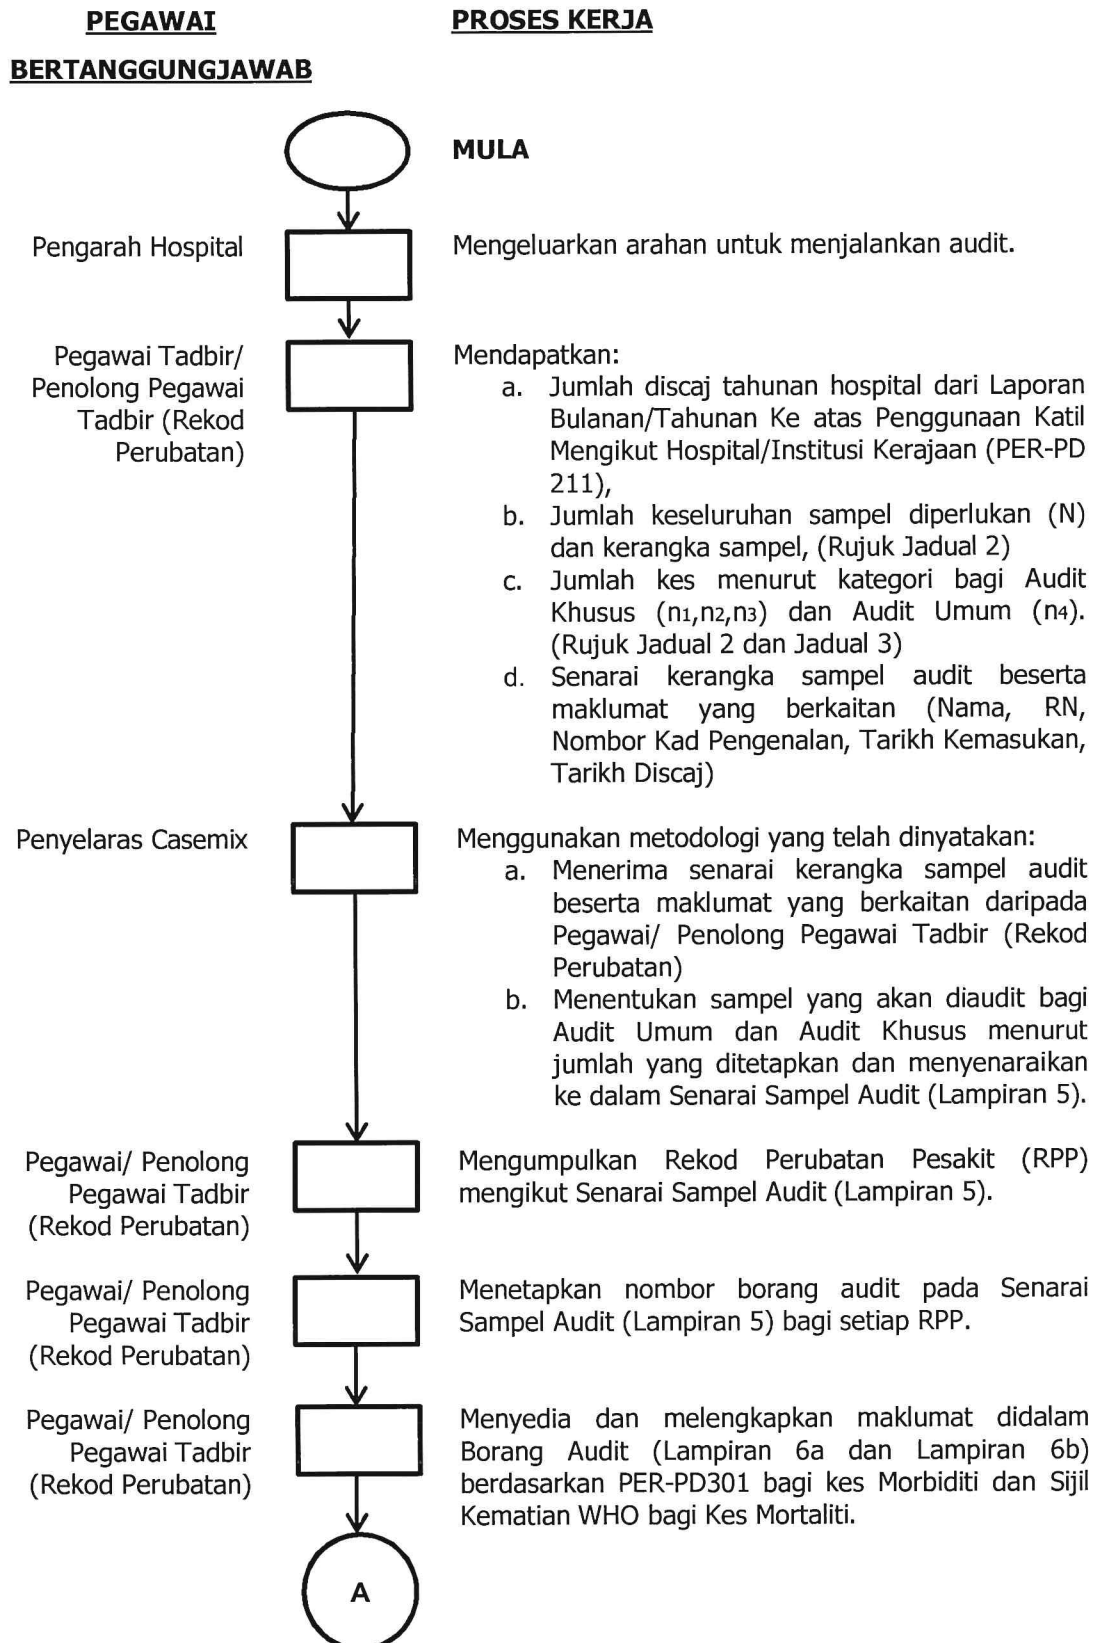 PEGAWAI
BERTANGGUNGJAWAB
PROSES KERJA
MULA
Pengarah Hospital
Mengeluarkan arahan untuk menjalankan audit.
Pegawai Tadbir/
Penolong Pegawai
Tadbir (Rekod
Perubatan)
Mendapatkan:
a. Jumlah discaj tahunan hospital dari Laporan
Bulanan/Tahunan Ke atas Penggunaan Katil
Mengikut Hospital/Institusi Kerajaan (PER-PD
211),
b. Jumlah keseluruhan sampel diperlukan (N)
dan kerangka sampel, (Rujuk Jadual 2)
c. Jumlah kes menurut kategori bagi Audit
Khusus (n1,n2,n3) dan Audit Umum (n4).
(Rujuk Jadual 2 dan Jadual 3)
d. Senarai kerangka sampel audit beserta
maklumat yang berkaitan (Nama, RN,
Nombor Kad Pengenalan, Tarikh Kemasukan,
Tarikh Discaj)
Penyelaras Casemix
Menggunakan metodologi yang telah dinyatakan:
a. Menerima senarai kerangka sampel audit
beserta maklumat yang berkaitan daripada
Pegawai/ Penolong Pegawai Tadbir (Rekod
Perubatan)
b. Menentukan sampel yang akan diaudit bagi
Audit Umum dan Audit Khusus menurut
jumlah yang ditetapkan dan menyenaraikan
ke dalam Senarai Sampel Audit (Lampiran 5).
Pegawai/ Penolong
Pegawai Tadbir
(Rekod Perubatan)
Mengumpulkan Rekod Perubatan Pesakit (RPP)
mengikut Senarai Sampel Audit (Lampiran 5).
Pegawai/ Penolong
Pegawai Tadbir
(Rekod Perubatan)
Menetapkan nombor borang audit pada Senarai
Sampel Audit (Lampiran 5) bagi setiap RPP.
Pegawai/ Penolong
Pegawai Tadbir
(Rekod Perubatan)
Menyedia dan melengkapkan maklumat didalam
Borang Audit (Lampiran 6a dan Lampiran 6b)
berdasarkan PER-PD301 bagi kes Morbiditi dan Sijil
Kematian WHO bagi Kes Mortaliti.
A